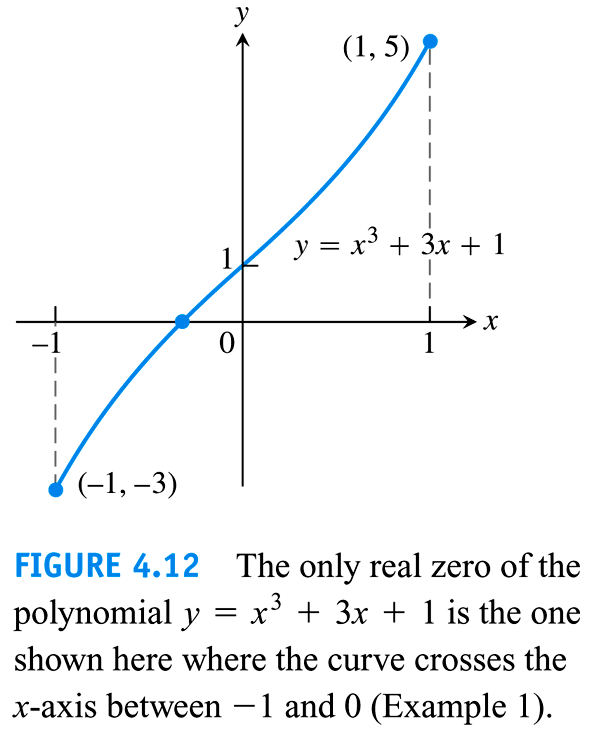 y
(1, 5)
1
y = x³ + 3x + 1
x
–1
0
1
(–1, –3)
FIGURE 4.12 The only real zero of the
polynomial y = x³ + 3x + 1 is the one
shown here where the curve crosses the
x-axis between −1 and 0 (Example 1).